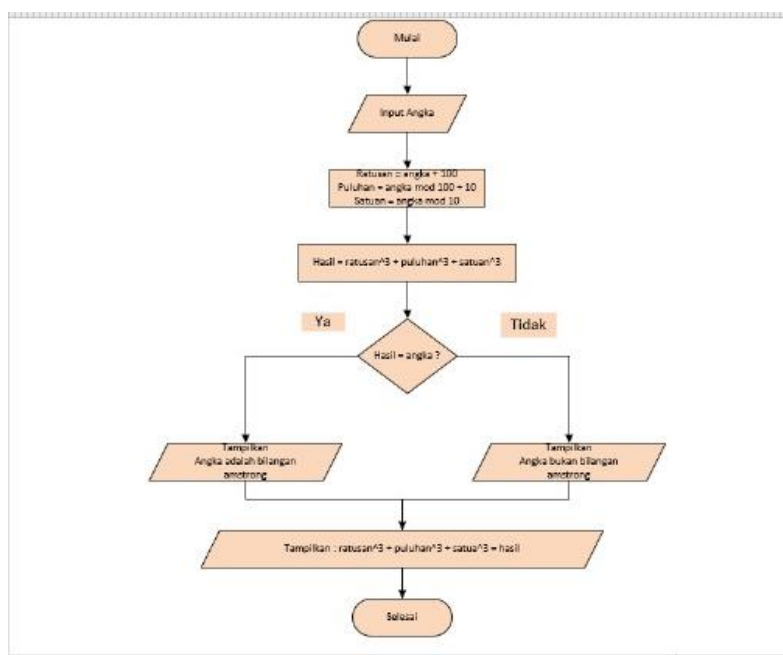 Mulai
Input Angka
Ratusan = angka ÷ 100
Puluhan = angka mod 100 ÷ 10
Satuan = angka mod 10
Hasil = ratusan^3 + puluhan^3 + satuan^3
Ya
Tidak
Hasil = angka ?
Tampilkan
Angka adalah bilangan
amstrong
Tampilkan
Angka bukan bilangan
amstrong
Tampilkan : ratusan^3 + puluhan^3 + satua^3 = hasil
Selesai